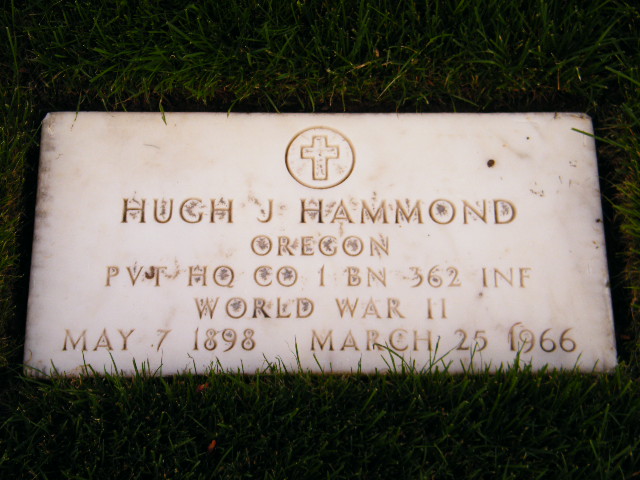 HUGH J HAMMOND
OREGON
PVT HQ CO 1 BN 362 INF
WORLD WAR II
MAY 7 1898 MARCH 25 1966